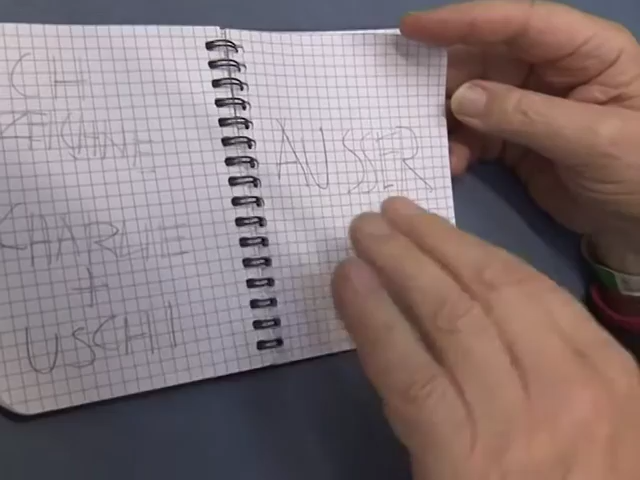 CH
ZEICHNE
CHARLIE
+
USCHI
AUSSER